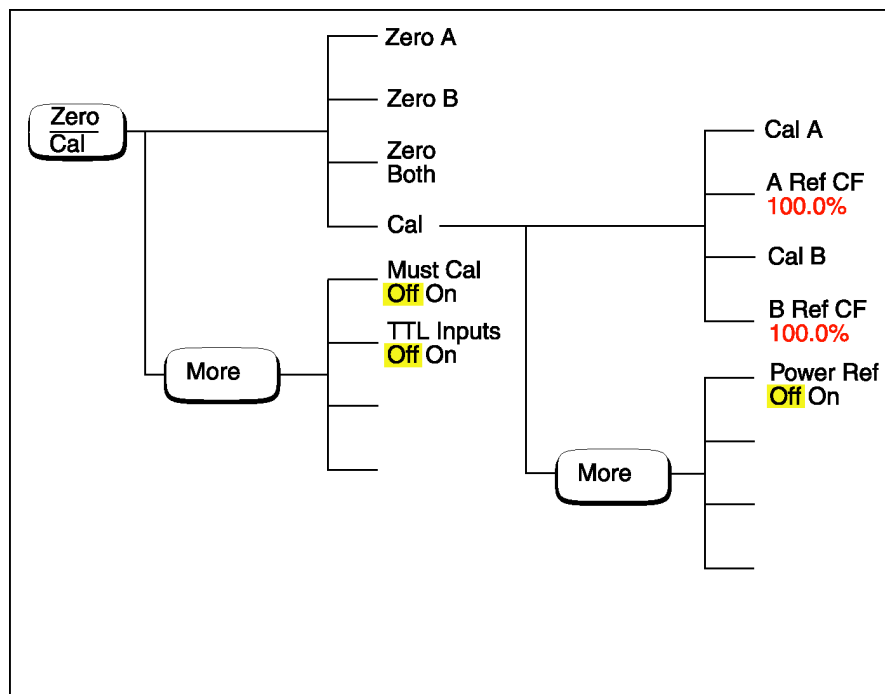 Zero
Cal
Zero A
Zero B
Zero
Both
Cal
Must Cal
Off On
TTL Inputs
Off On
More
Cal A
A Ref CF
100.0%
Cal B
B Ref CF
100.0%
Power Ref
Off On
More